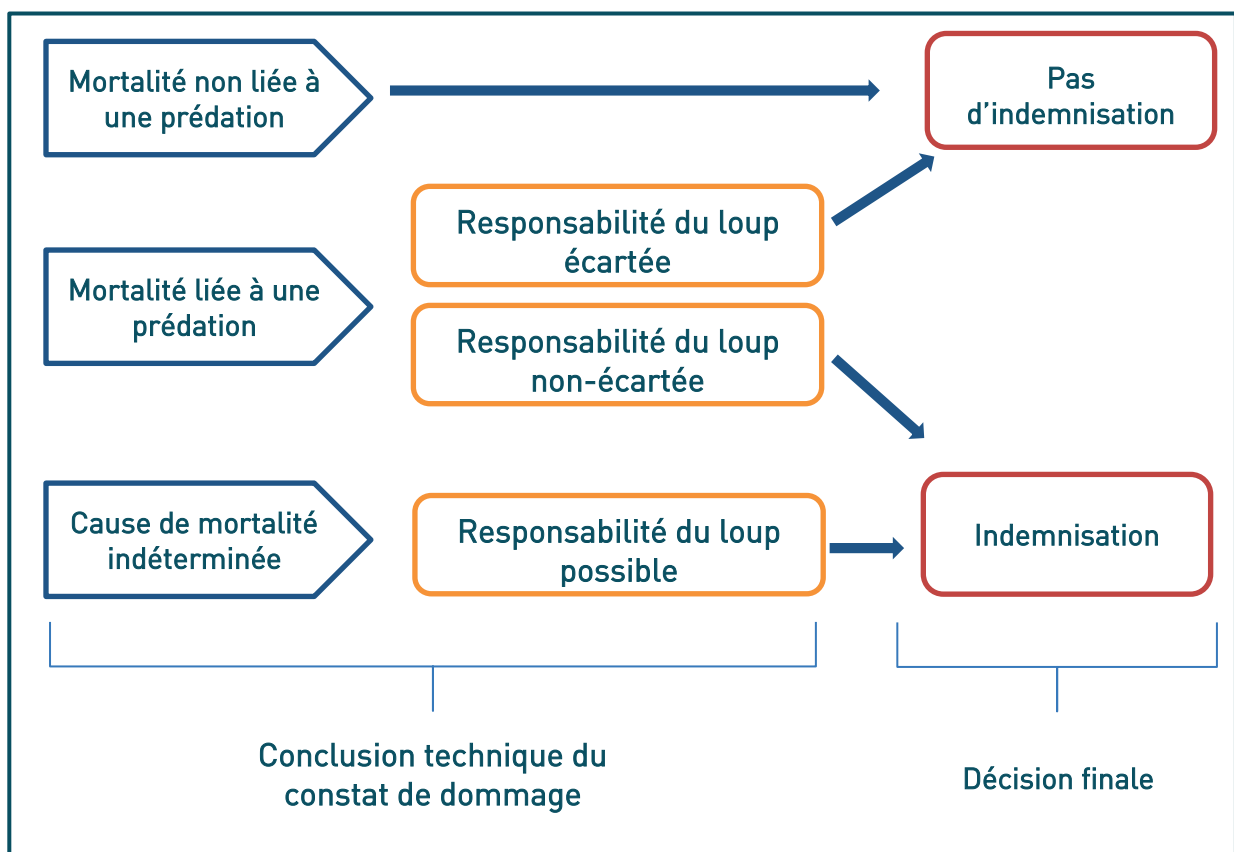 Mortalité non liée à
une prédation
Pas
d'indemnisation
Responsabilité du loup
écartée
Mortalité liée à une
prédation
Responsabilité du loup
non-écartée
Cause de mortalité
indéterminée
Responsabilité du loup
possible
Indemnisation
Conclusion technique du
constat de dommage
Décision finale